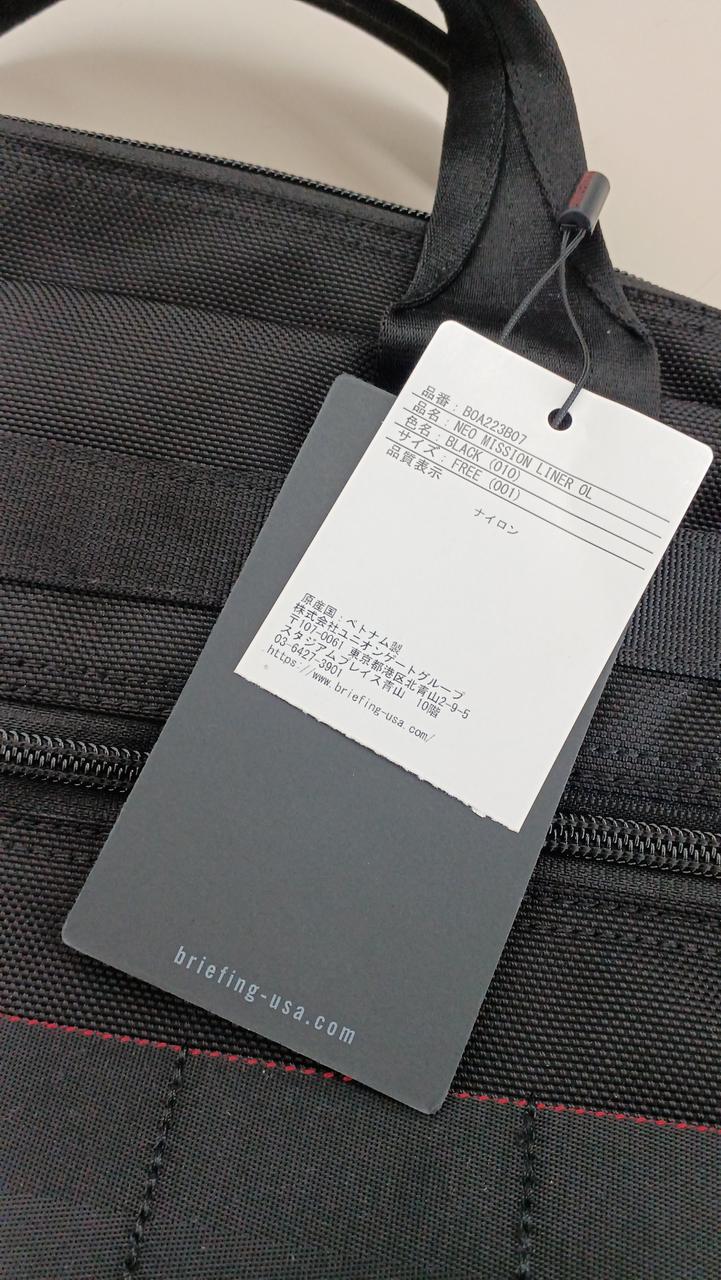 品番：BOA223B07
品名：NEO MISSION LINER OL
色名：BLACK (010)
サイズ：FREE (001)
品質表示
ナイロン
原産国：ベトナム製
株式会社ユニオンゲートグループ
〒107-0061 東京都港区北青山2-9-5
スタジアムプレイス青山 10階
03-6427-3901
https://www.briefing-usa.com/
briefing-usa.com